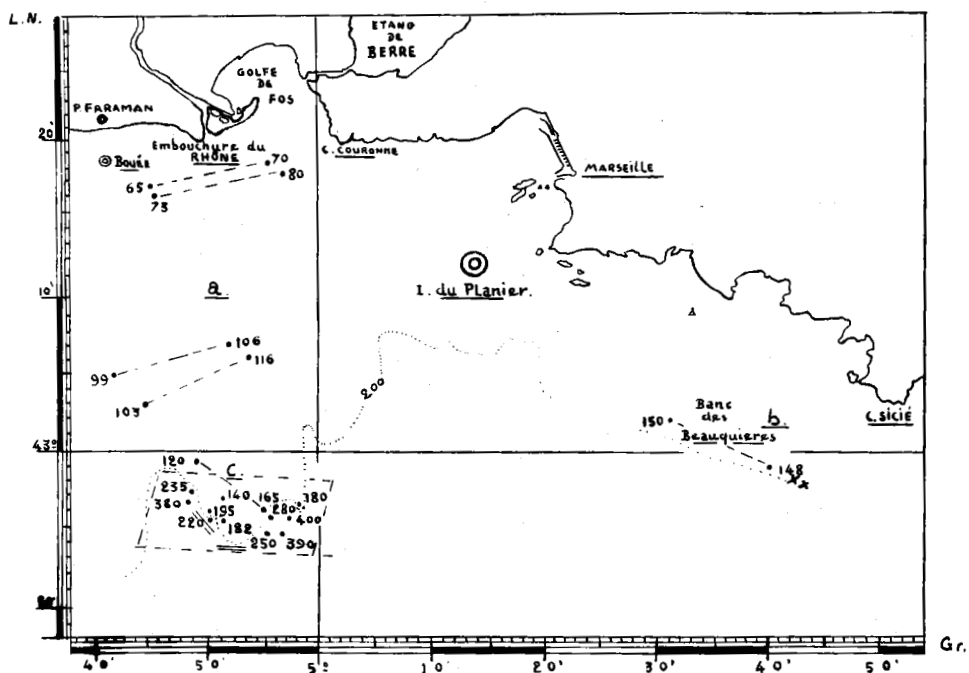 L.N.
ETANG
DE
BERRE
GOLFE
DE
FOS
P. FARAMAN
20'
Embouchure du
RHÔNE
C. COURONNE
MARSEILLE
Bouée
70
80
65
73
10'
a.
I. du PLANIER.
106
116
99
103
200
Banc
des
Beauquières
b.
150
148
C. SICIÉ
43°
120
C.
235
380
140
165
280
380
195
220
182
400
250
390
40'
50'
5°
10'
20'
30'
40'
50'
Gr.